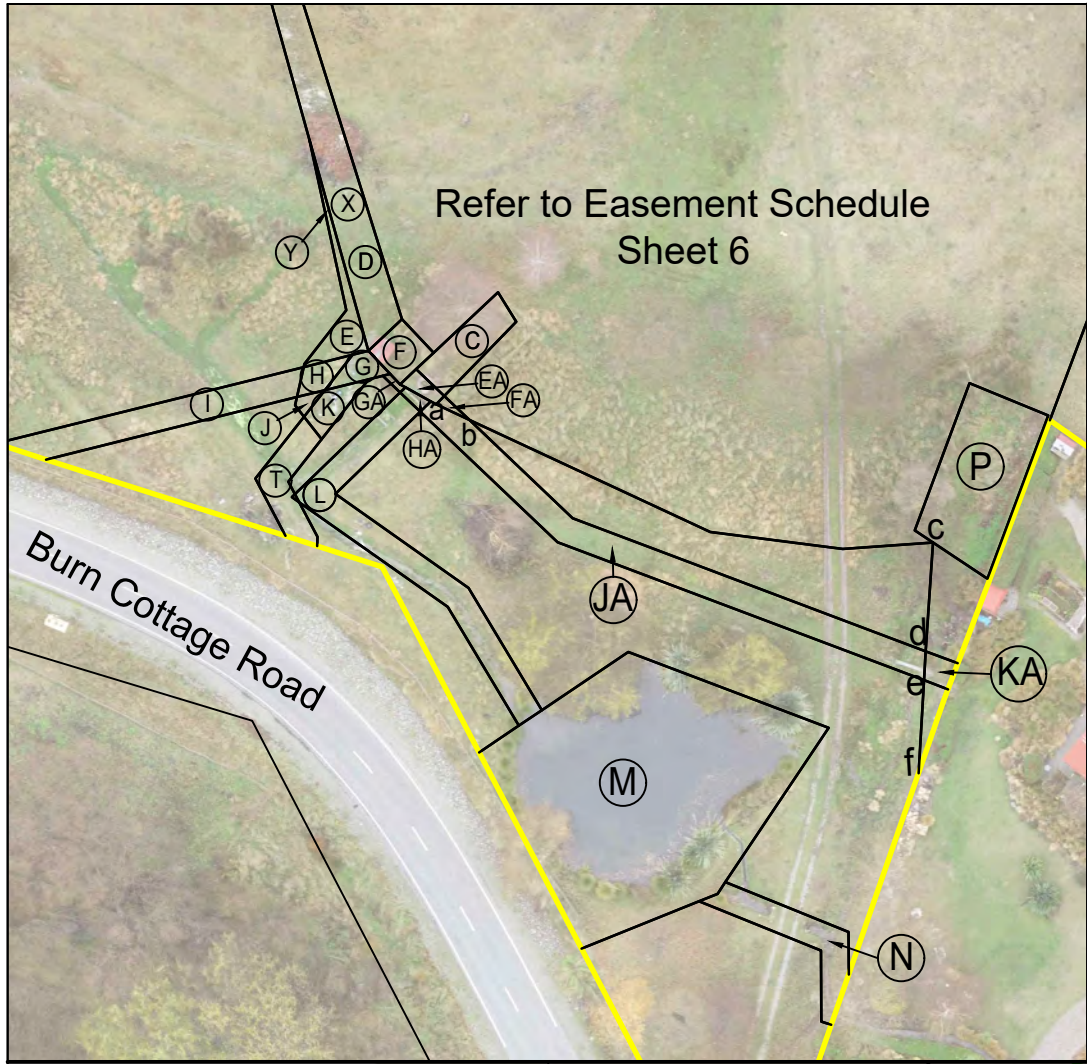 X
Refer to Easement Schedule
Sheet 6
Y
D
E
F
C
G
H
EA
I
GA
FA
K
a
J
b
HA
P
T
L
c
Burn Cottage Road
JA
d
KA
e
f
M
N